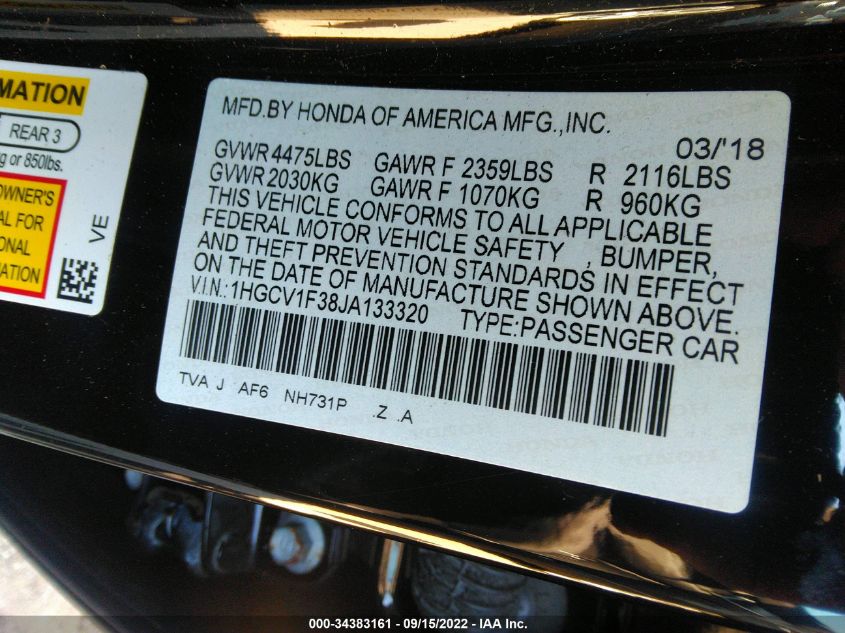 MATION
REAR 3
g or 850lbs.
OWNER'S
AL FOR
ONAL
MATION
VE
MFD.BY HONDA OF AMERICA MFG.,INC.
03/'18
GVWR 4475LBS GAWR F 2359LBS R 2116LBS
GVWR 2030KG GAWR F 1070KG R 960KG
THIS VEHICLE CONFORMS TO ALL APPLICABLE
FEDERAL MOTOR VEHICLE SAFETY , BUMPER,
AND THEFT PREVENTION STANDARDS IN EFFECT
ON THE DATE OF MANUFACTURE SHOWN ABOVE.
V.I.N.:1HGCV1F38JA133320 TYPE:PASSENGER CAR
TVA J AF6 NH731P .Z .A
000-34383161 - 09/15/2022 - IAA Inc.